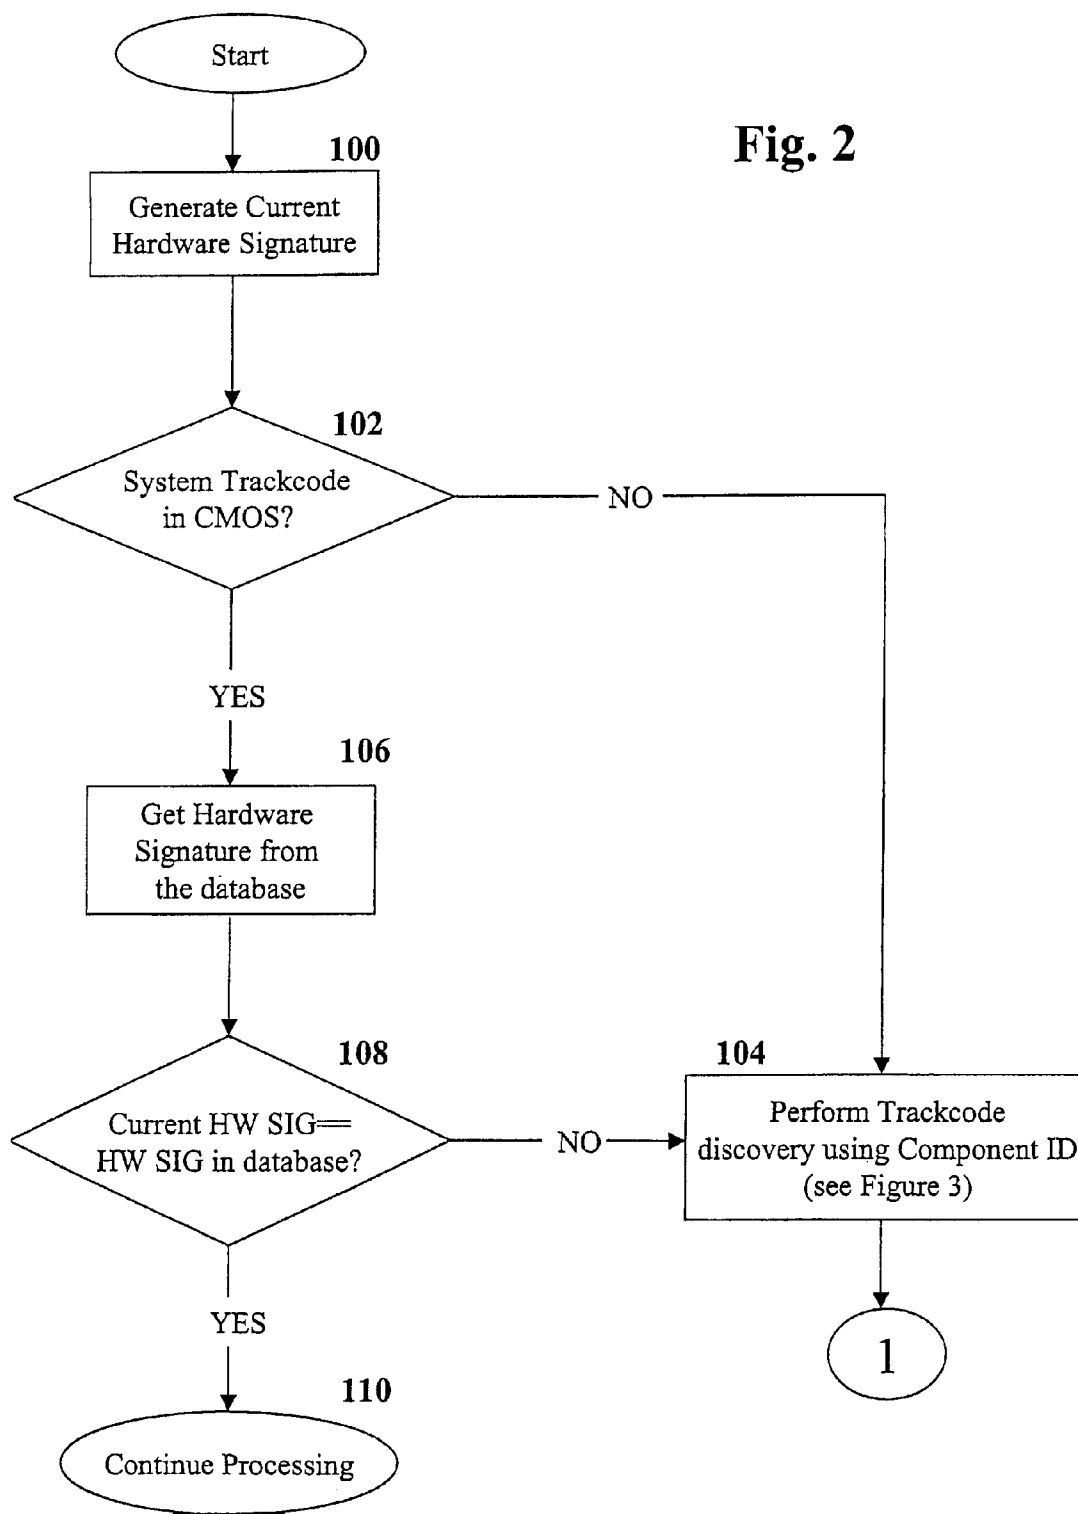 Start
Fig. 2
100
Generate Current
Hardware Signature
102
System Trackcode
in CMOS?
NO
YES
106
Get Hardware
Signature from
the database
108
Current HW SIG==
HW SIG in database?
NO
104
Perform Trackcode
discovery using Component ID
(see Figure 3)
YES
1
110
Continue Processing